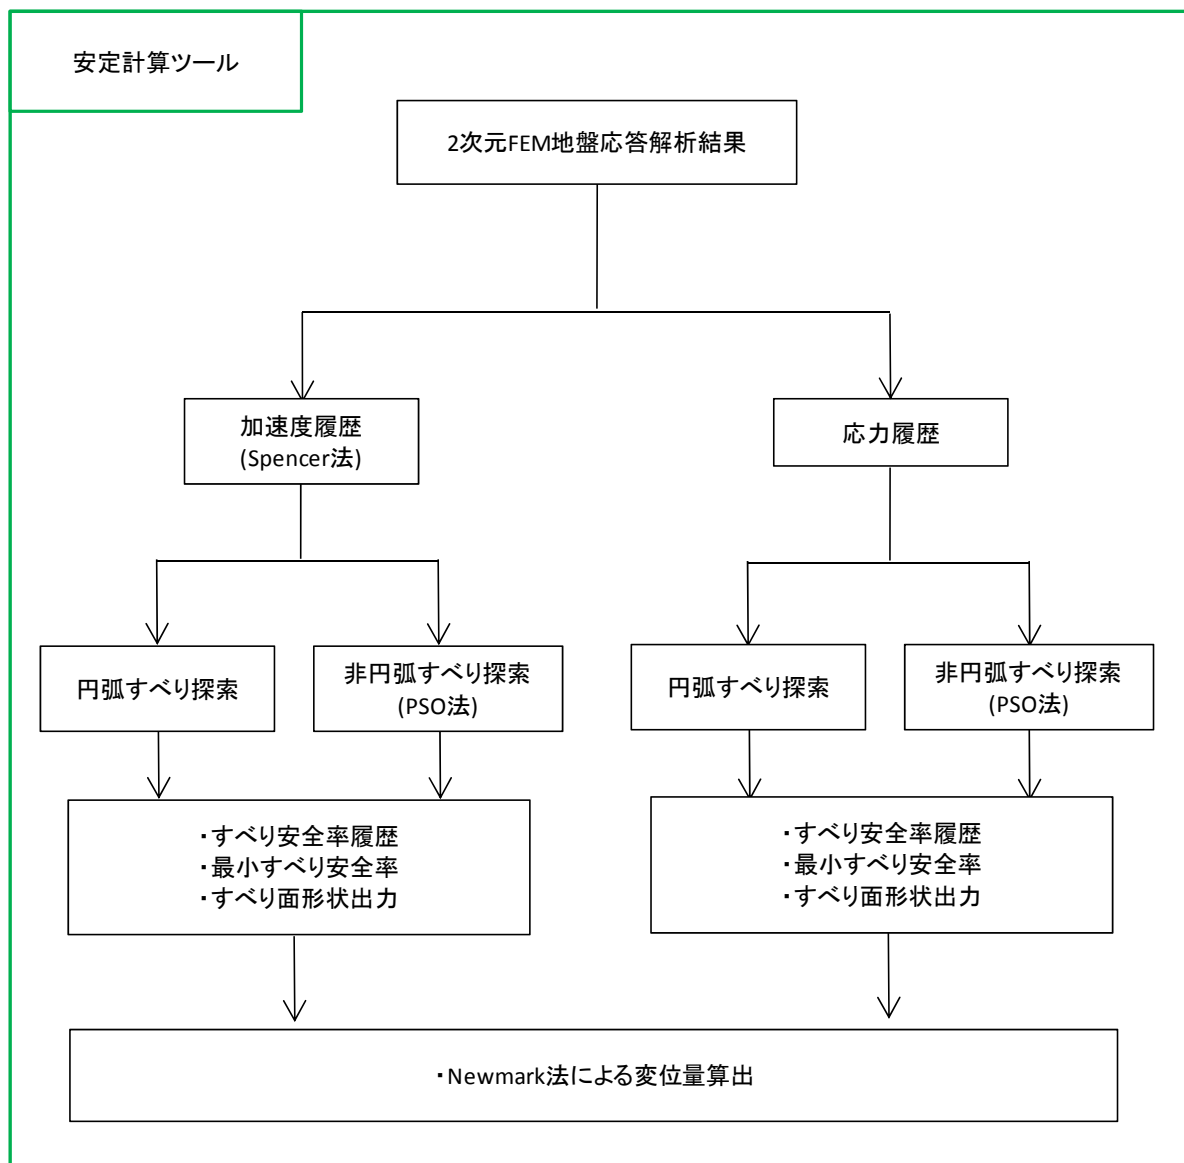 安定計算ツール
2次元FEM地盤応答解析結果
加速度履歴
(Spencer法)
応力履歴
円弧すべり探索
非円弧すべり探索
(PSO法)
円弧すべり探索
非円弧すべり探索
(PSO法)
・すべり安全率履歴
・最小すべり安全率
・すべり面形状出力
・すべり安全率履歴
・最小すべり安全率
・すべり面形状出力
・Newmark法による変位量算出